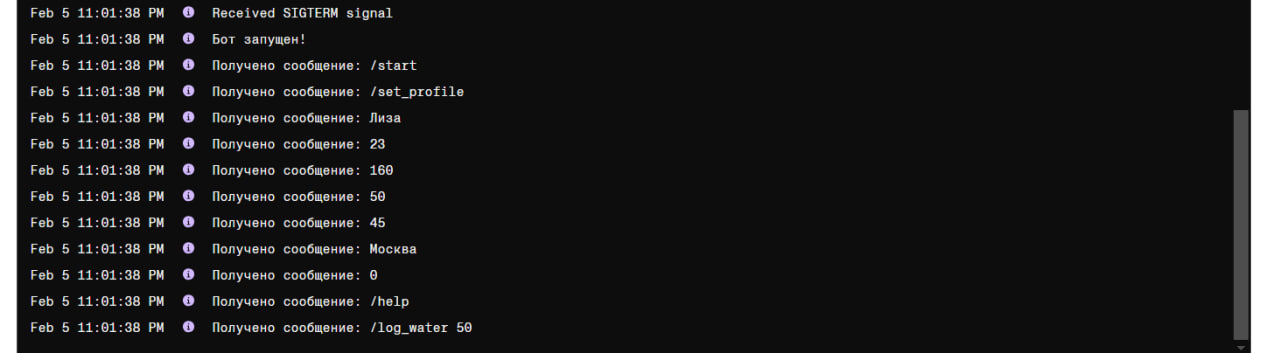 Feb 5 11:01:38 PM Received SIGTERM signal
Feb 5 11:01:38 PM Бот запущен!
Feb 5 11:01:38 PM Получено сообщение: /start
Feb 5 11:01:38 PM Получено сообщение: /set_profile
Feb 5 11:01:38 PM Получено сообщение: Лиза
Feb 5 11:01:38 PM Получено сообщение: 23
Feb 5 11:01:38 PM Получено сообщение: 160
Feb 5 11:01:38 PM Получено сообщение: 50
Feb 5 11:01:38 PM Получено сообщение: 45
Feb 5 11:01:38 PM Получено сообщение: Москва
Feb 5 11:01:38 PM Получено сообщение: 0
Feb 5 11:01:38 PM Получено сообщение: /help
Feb 5 11:01:38 PM Получено сообщение: /log_water 50